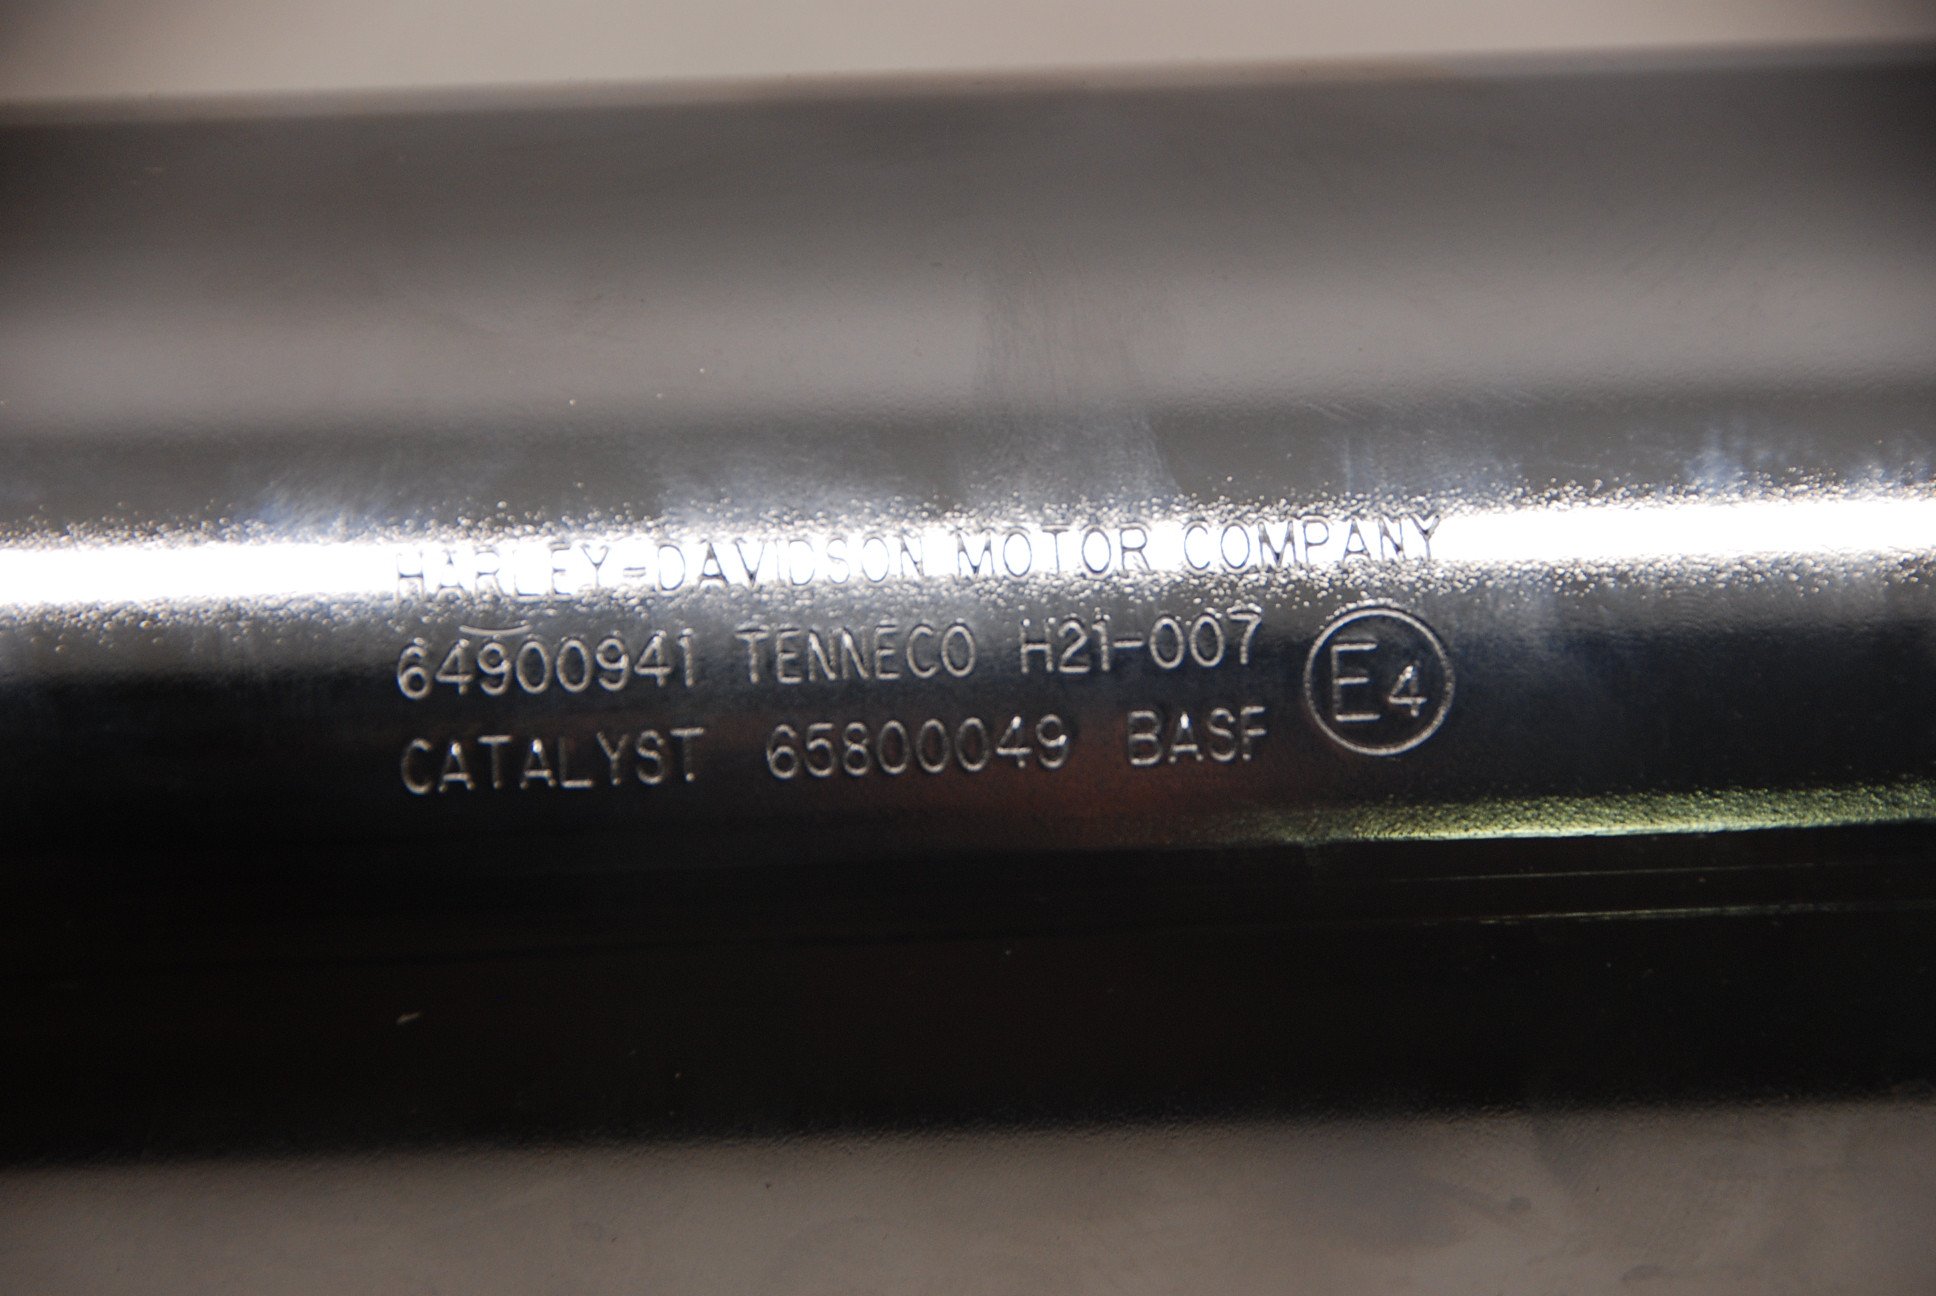 HARLEY-DAVIDSON MOTOR COMPANY
64900941 TENNECO H21-007
CATALYST 65800049 BASF
E4